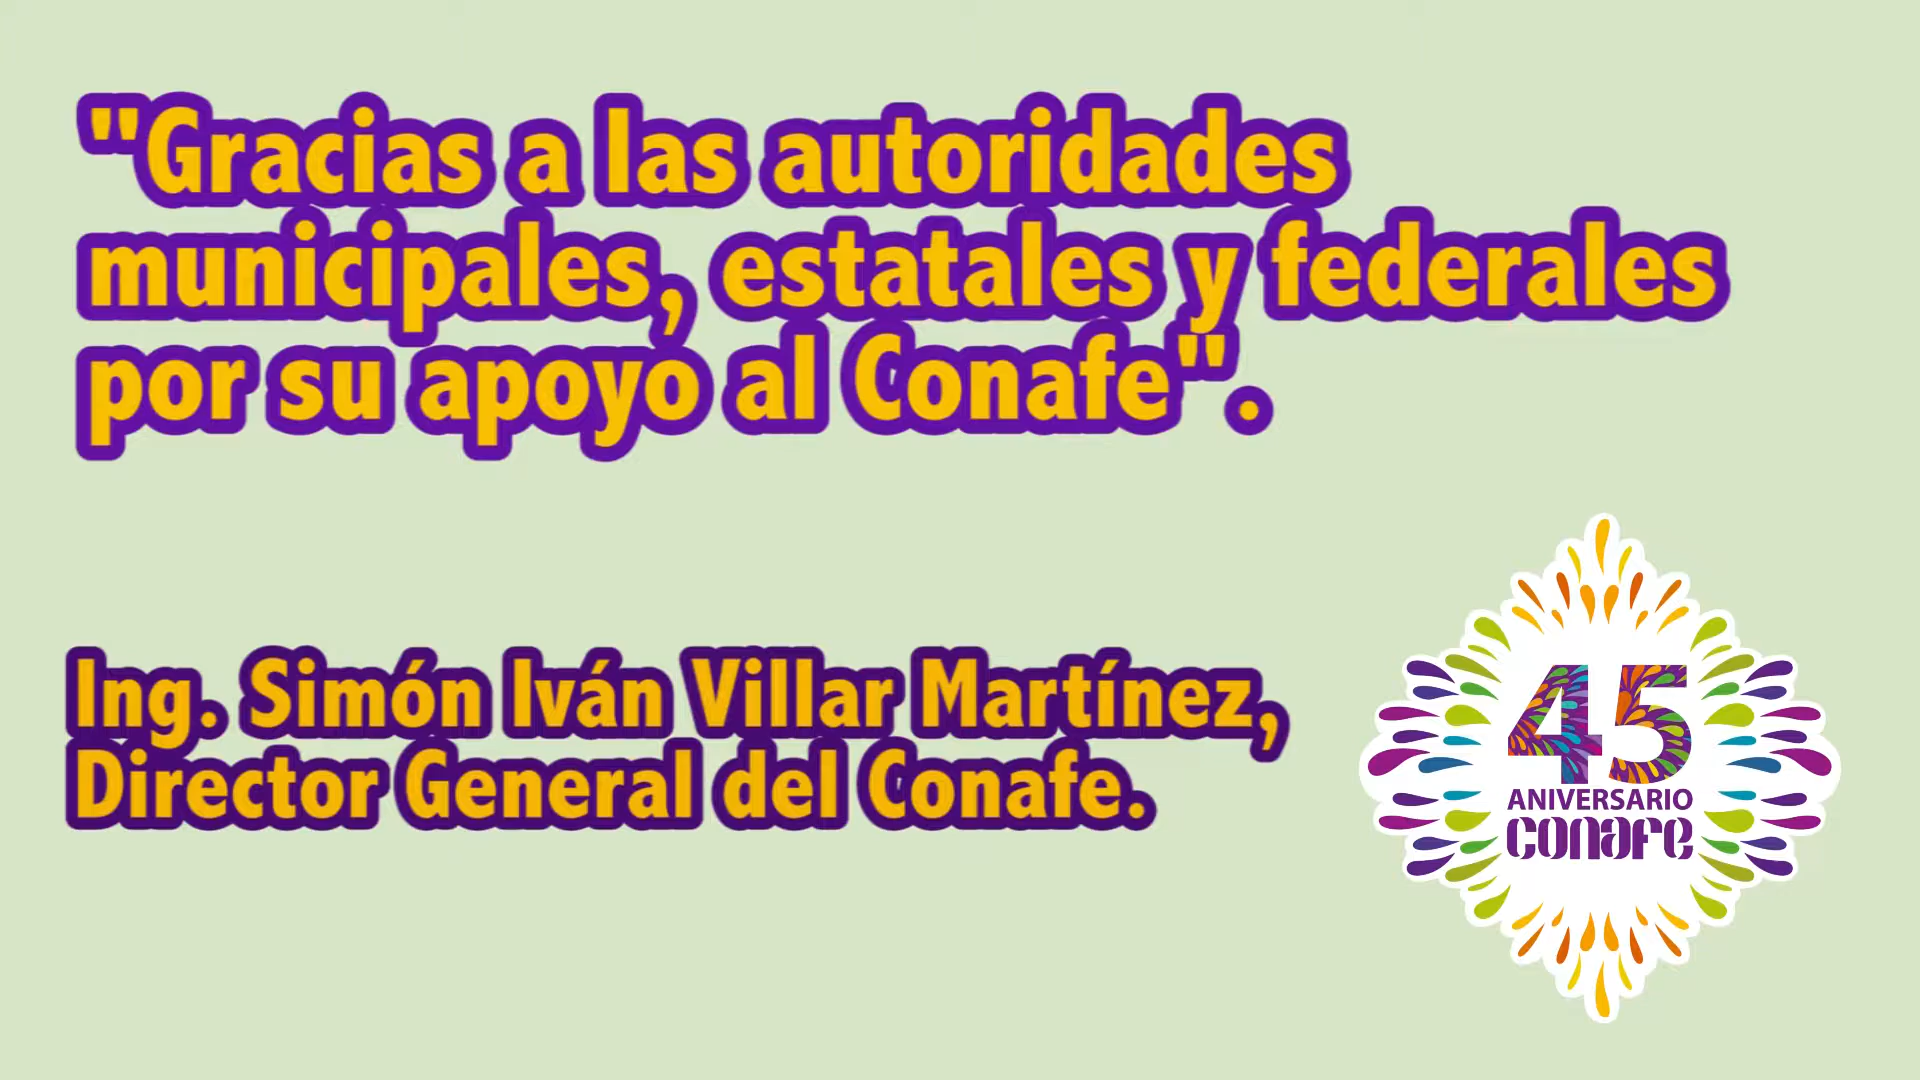 "Gracias a las autoridades
municipales, estatales y federales
por su apoyo al Conafe".
Ing. Simón Iván Villar Martínez,
Director General del Conafe.
45
ANIVERSARIO
conafe